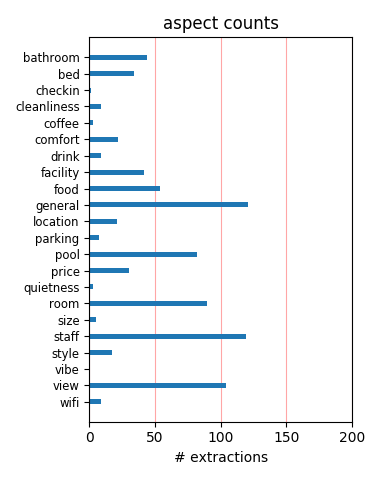 aspect counts
bathroom
bed
checkin
cleanliness
coffee
comfort
drink
facility
food
general
location
parking
pool
price
quietness
room
size
staff
style
vibe
view
wifi
0 50 100 150 200
# extractions